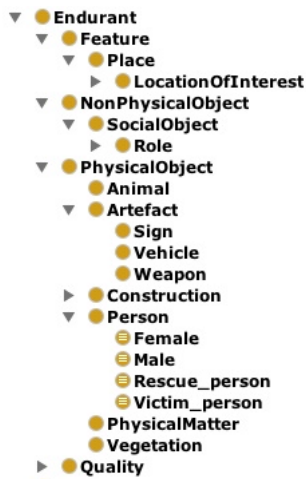 Endurant
Feature
Place
LocationOfInterest
NonPhysicalObject
SocialObject
Role
PhysicalObject
Animal
Artefact
Sign
Vehicle
Weapon
Construction
Person
Female
Male
Rescue_person
Victim_person
PhysicalMatter
Vegetation
Quality